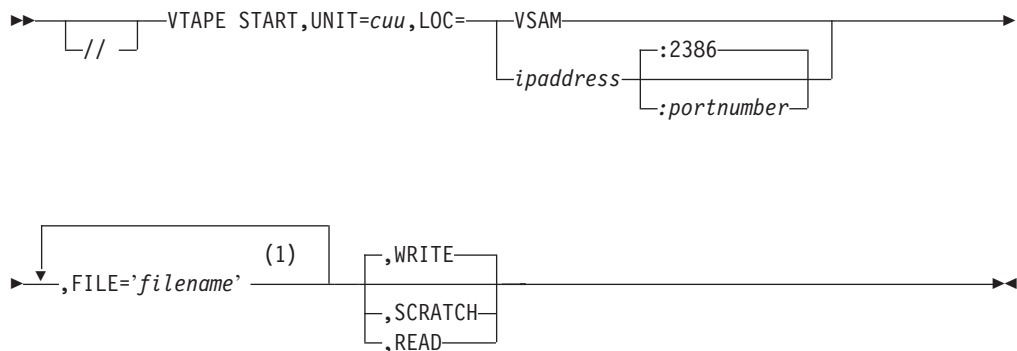 VTAPE START,UNIT=cuu,LOC= VSAM
//
:2386
ipaddress
:portnumber
(1)
,WRITE
,FILE='filename'
,SCRATCH
,READ